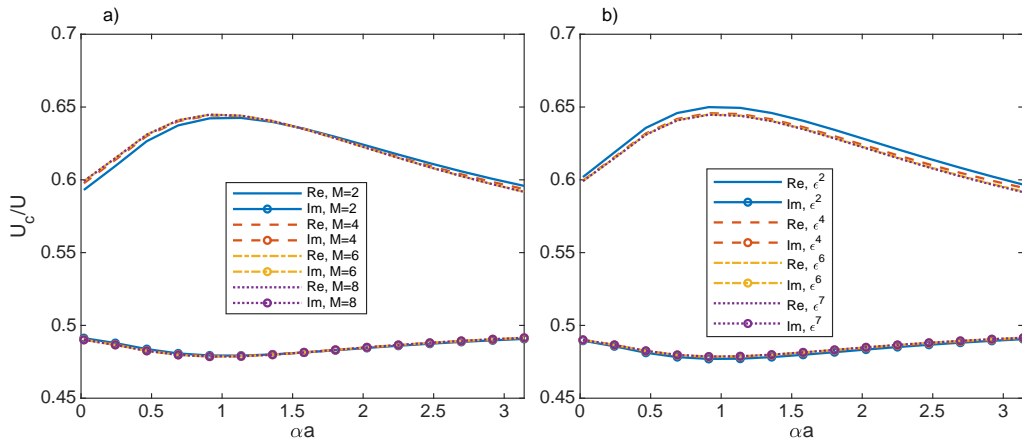 a)
0.7
0.65
0.6
0.55
0.5
0.45
U_c/U
Re, M=2
Im, M=2
Re, M=4
Im, M=4
Re, M=6
Im, M=6
Re, M=8
Im, M=8
0 0.5 1 1.5 2 2.5 3
αa
b)
0.7
0.65
0.6
0.55
0.5
0.45
Re, ϵ²
Im, ϵ²
Re, ϵ⁴
Im, ϵ⁴
Re, ϵ⁶
Im, ϵ⁶
Re, ϵ⁷
Im, ϵ⁷
0 0.5 1 1.5 2 2.5 3
αa